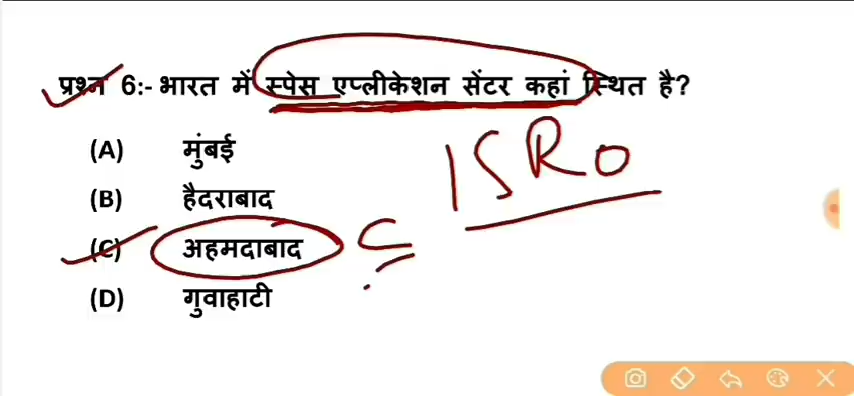 प्रश्न 6:- भारत में स्पेस एप्लीकेशन सेंटर कहां स्थित है?
(A) मुंबई
ISRO
(B) हैदराबाद
(C) अहमदाबाद C
(D) गुवाहाटी